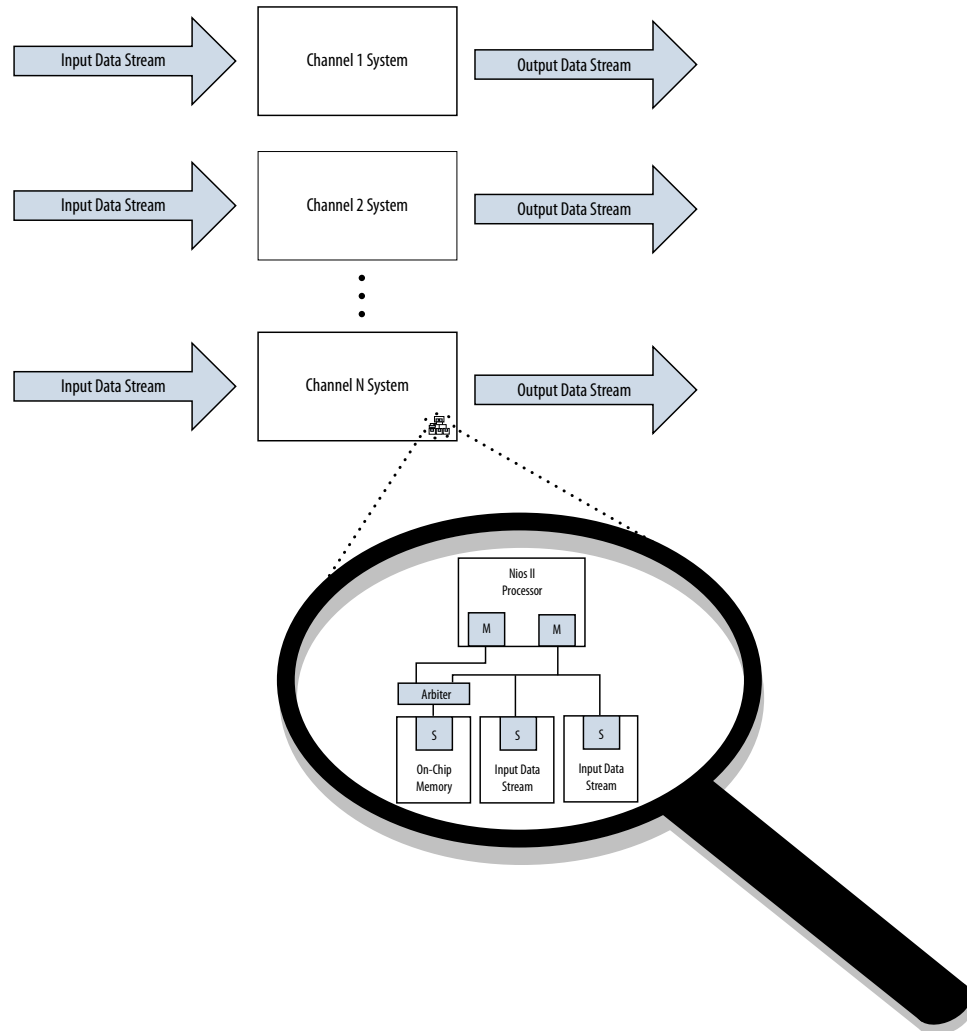 Input Data Stream
Channel 1 System
Output Data Stream
Input Data Stream
Channel 2 System
Output Data Stream
Input Data Stream
Channel N System
Output Data Stream
Nios II
Processor
M
M
Arbiter
S
S
S
On-Chip
Memory
Input Data
Stream
Input Data
Stream